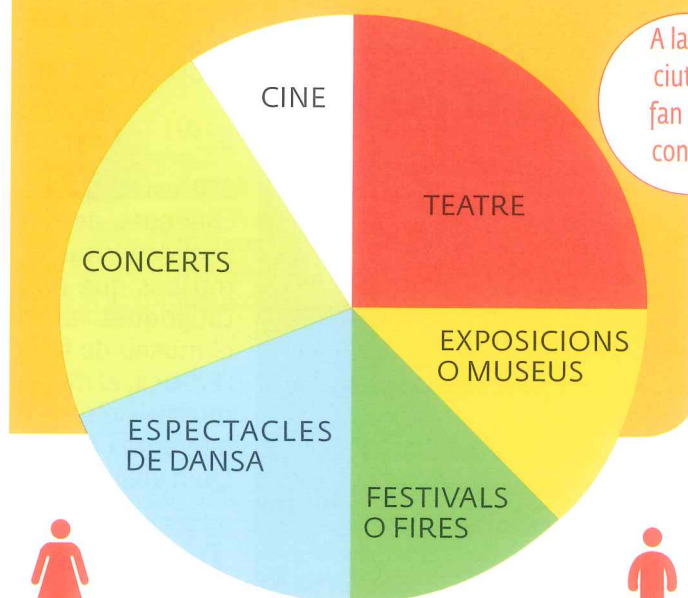 A la
ciut
fan
con
CINE
TEATRE
CONCERTS
EXPOSICIONS
O MUSEUS
ESPECTACLES
DE DANSA
FESTIVALS
O FIRES